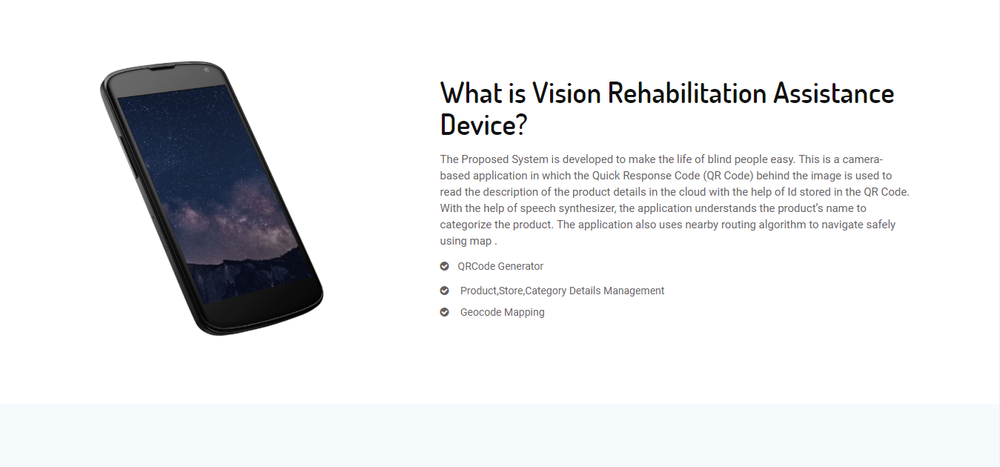 What is Vision Rehabilitation Assistance
Device?
The Proposed System is developed to make the life of blind people easy. This is a camera-
based application in which the Quick Response Code (QR Code) behind the image is used to
read the description of the product details in the cloud with the help of Id stored in the QR Code.
With the help of speech synthesizer, the application understands the product’s name to
categorize the product. The application also uses nearby routing algorithm to navigate safely
using map .
QRCode Generator
Product,Store,Category Details Management
Geocode Mapping